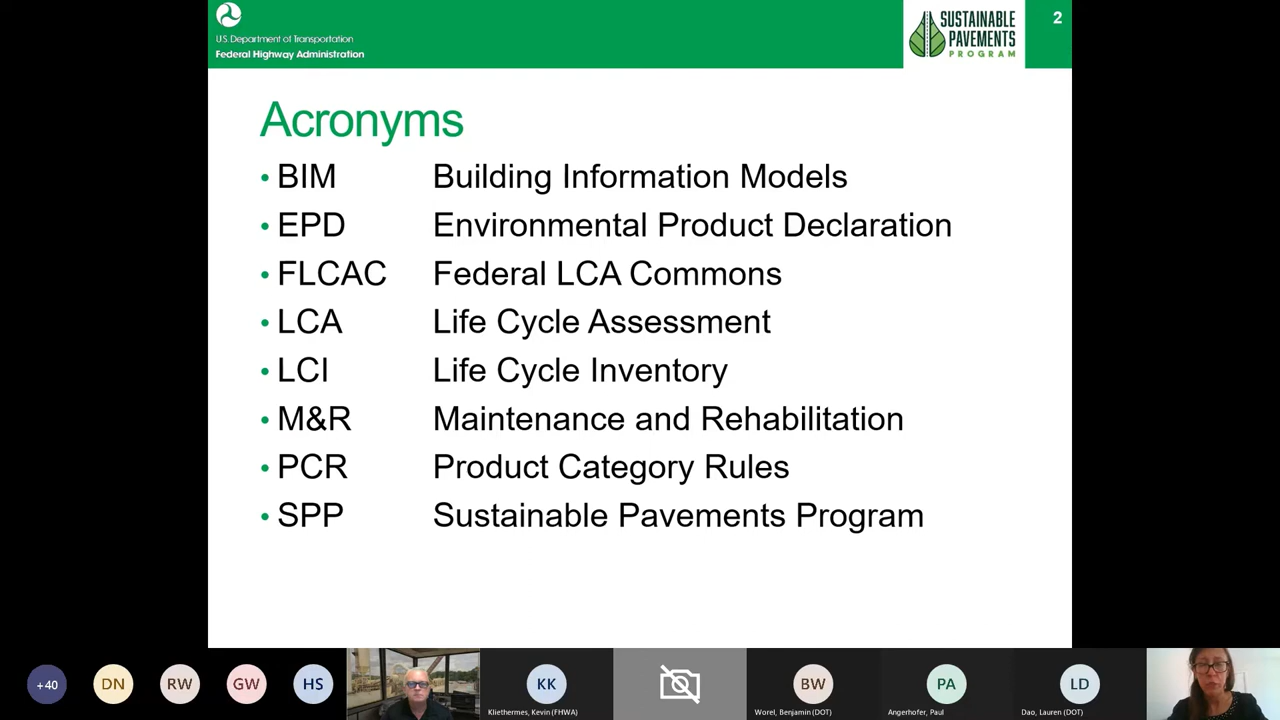 U.S. Department of Transportation
Federal Highway Administration
SUSTAINABLE
PAVEMENTS
PROGRAM
2
Acronyms
• BIM Building Information Models
• EPD Environmental Product Declaration
• FLCAC Federal LCA Commons
• LCA Life Cycle Assessment
• LCI Life Cycle Inventory
• M&R Maintenance and Rehabilitation
• PCR Product Category Rules
• SPP Sustainable Pavements Program
+40 DN RW GW HS KK BW PA LD
Kliethermes, Kevin (FHWA) Worel, Benjamin (DOT) Angerhofer, Paul Dao, Lauren (DOT)